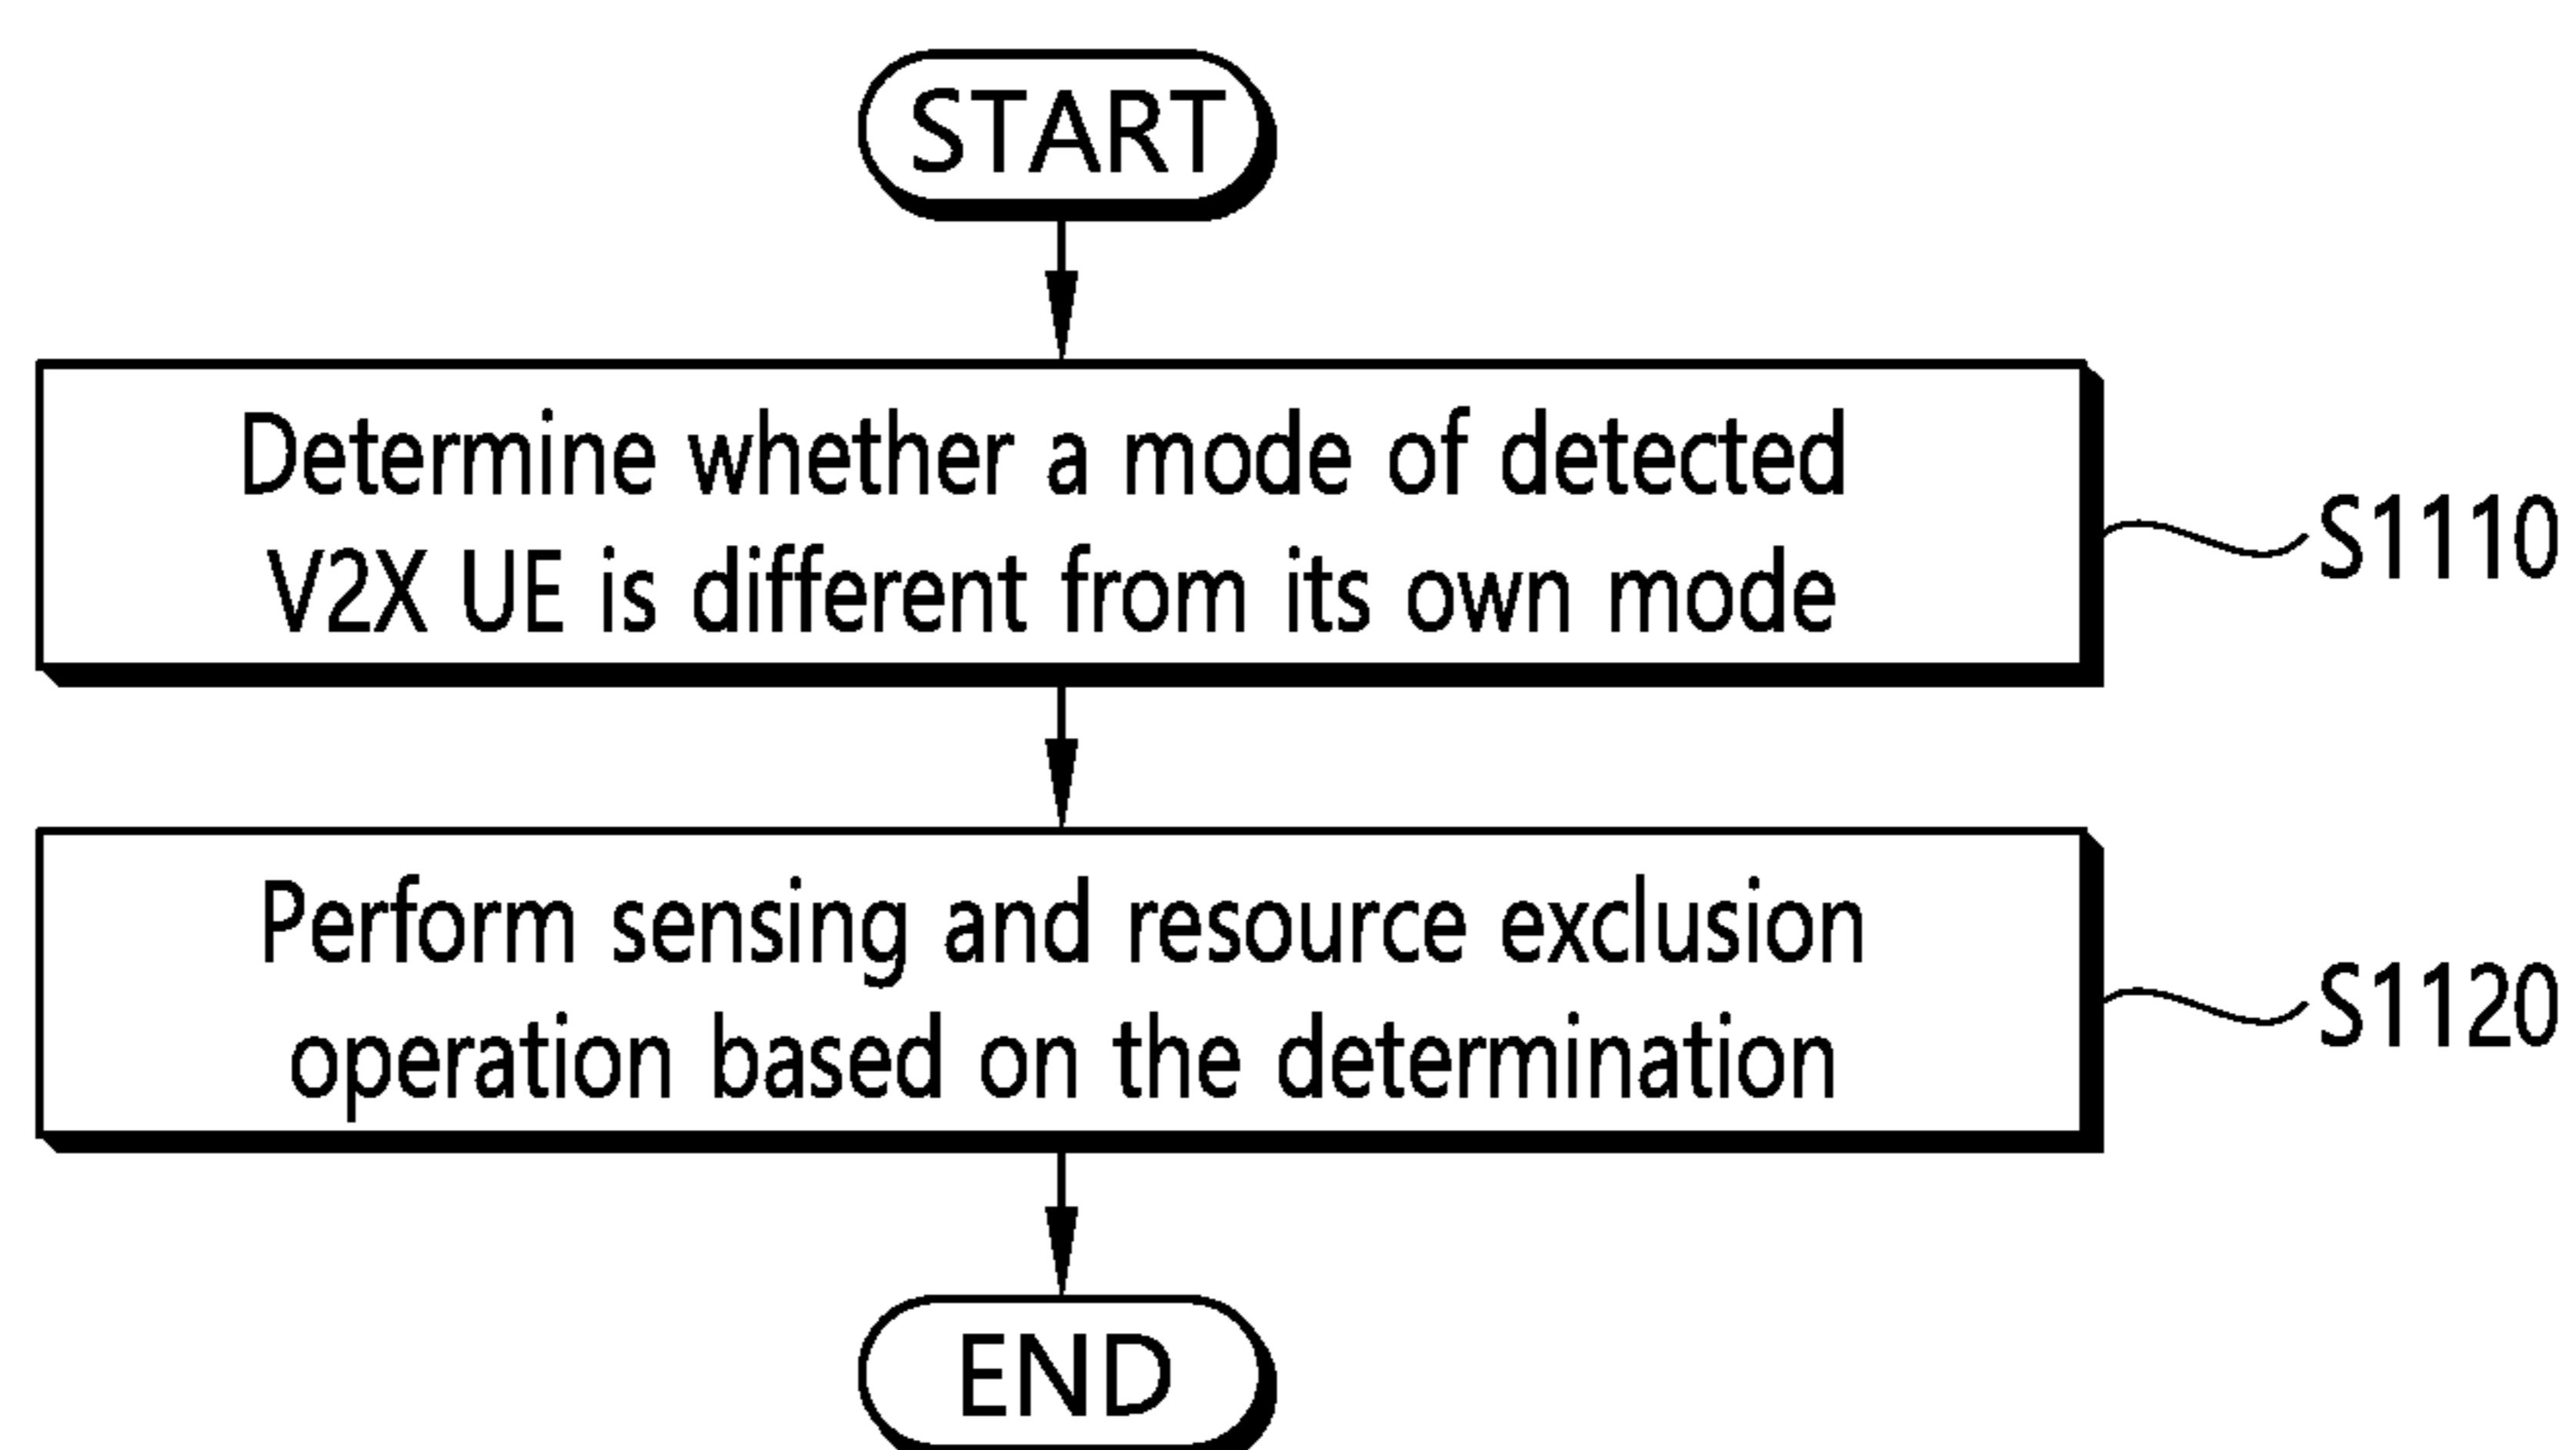 START
Determine whether a mode of detected
V2X UE is different from its own mode
S1110
Perform sensing and resource exclusion
operation based on the determination
S1120
END